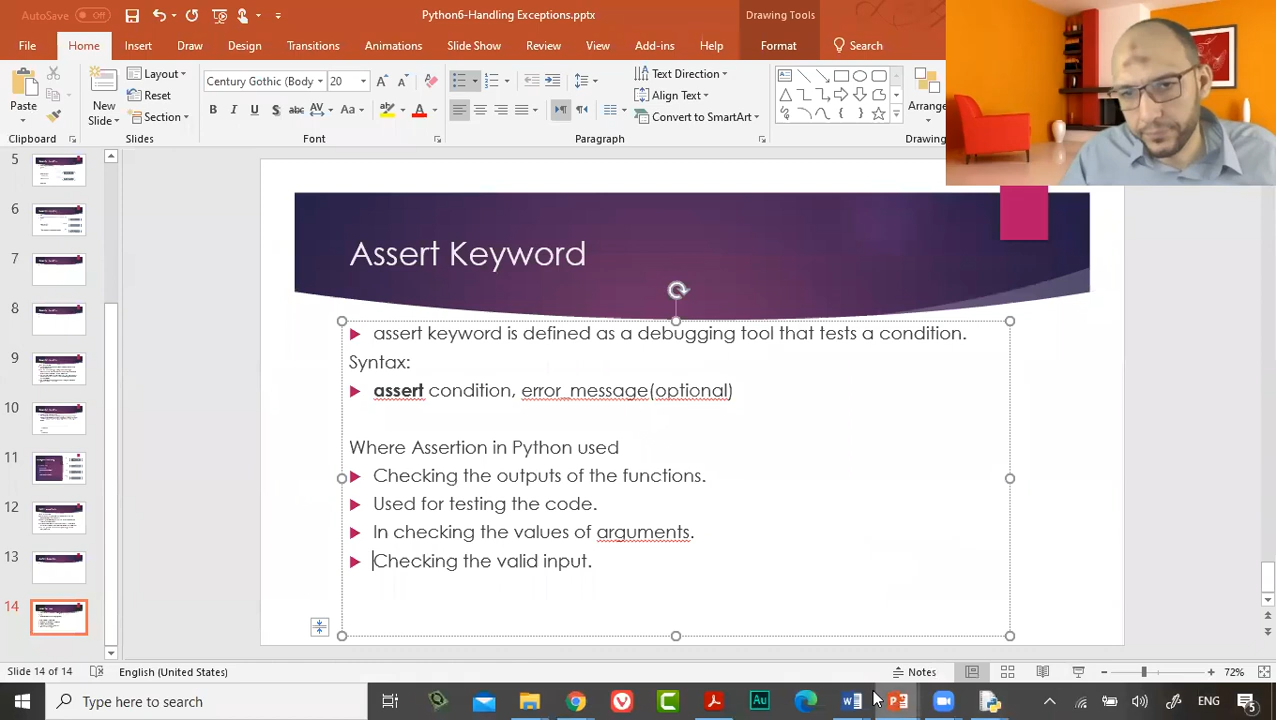 AutoSave Off
Python6-Handling Exceptions.pptx
Drawing Tools
File Home Insert Draw Design Transitions Animations Slide Show Review View Add-ins Help Format Search
Paste
New Slide
Layout
Reset
Section
Century Gothic (Body
20
Text Direction
Align Text
Convert to SmartArt
Arrange
Clipboard Slides Font Paragraph Drawing
5
6
7
8
9
10
11
12
13
14
Assert Keyword
assert keyword is defined as a debugging tool that tests a condition.
Syntax:
assert condition, error_message(optional)
Where Assertion in Python used
Checking the outputs of the functions.
Used for testing the code.
In checking the values of arguments.
Checking the valid input.
Slide 14 of 14 English (United States) Notes 72%
Type here to search
ENG
5